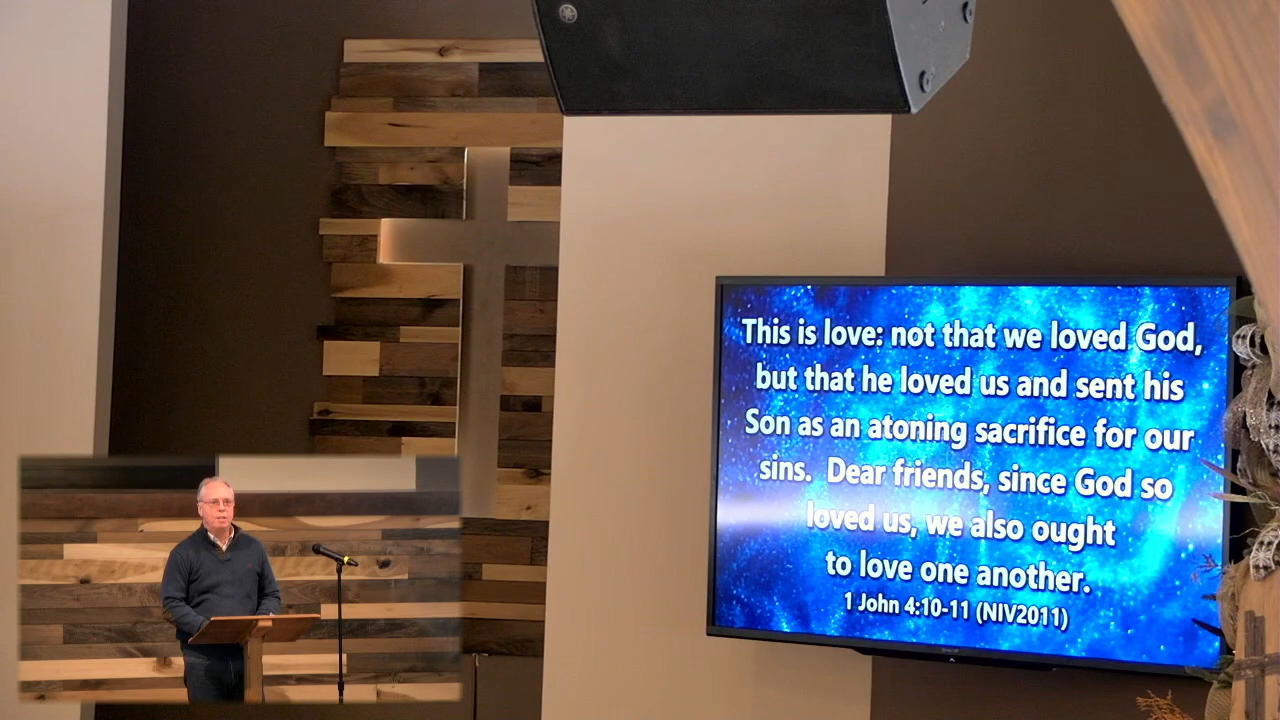 This is love: not that we loved God,
but that he loved us and sent his
Son as an atoning sacrifice for our
sins.  Dear friends, since God so
loved us, we also ought
to love one another.
1 John 4:10-11 (NIV2011)